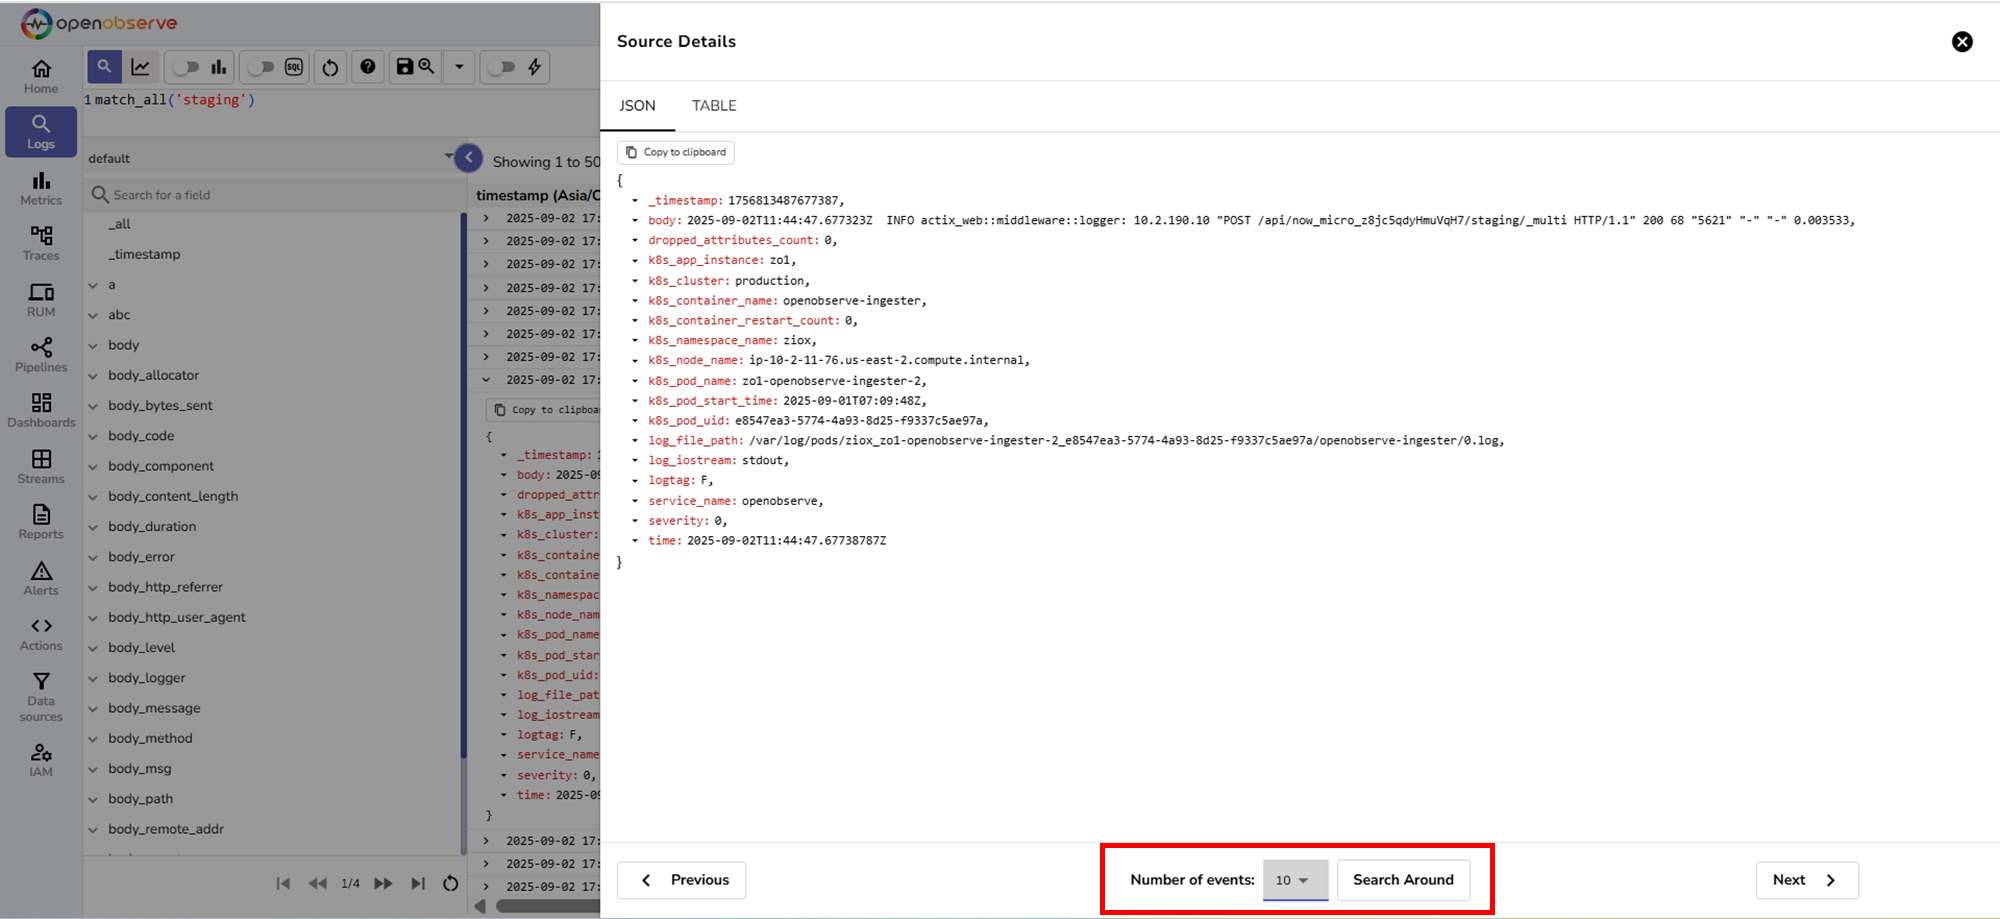 openobserve
Home
Logs
Metrics
Traces
RUM
Pipelines
Dashboards
Streams
Reports
Alerts
Actions
Data
sources
IAM
SQL
1 match_all('staging')
default
Search for a field
_all
_timestamp
a
abc
body
body_allocator
body_bytes_sent
body_code
body_component
body_content_length
body_duration
body_error
body_http_referrer
body_http_user_agent
body_level
body_logger
body_message
body_method
body_msg
body_path
body_remote_addr
1/4
Showing 1 to 50
timestamp (Asia/C
2025-09-02 17:
2025-09-02 17:
2025-09-02 17:
2025-09-02 17:
2025-09-02 17:
2025-09-02 17:
2025-09-02 17:
2025-09-02 17:
Copy to clipboa
{
_timestamp: 1
body: 2025-09
dropped_attr
k8s_app_inst
k8s_cluster:
k8s_containe
k8s_containe
k8s_namespac
k8s_node_nam
k8s_pod_name
k8s_pod_star
k8s_pod_uid:
log_file_pat
log_iostream
logtag: F,
service_name
severity: 0,
time: 2025-09
}
2025-09-02 17:
2025-09-02 17:
2025-09-02 17:
Source Details
JSON TABLE
Copy to clipboard
{
_timestamp: 1756813487677387,
body: 2025-09-02T11:44:47.677323Z  INFO actix_web::middleware::logger: 10.2.190.10 "POST /api/now_micro_z8jc5qdyHmuVqH7/staging/_multi HTTP/1.1" 200 68 "5621" "-" "-" 0.003533,
dropped_attributes_count: 0,
k8s_app_instance: zo1,
k8s_cluster: production,
k8s_container_name: openobserve-ingester,
k8s_container_restart_count: 0,
k8s_namespace_name: ziox,
k8s_node_name: ip-10-2-11-76.us-east-2.compute.internal,
k8s_pod_name: zo1-openobserve-ingester-2,
k8s_pod_start_time: 2025-09-01T07:09:48Z,
k8s_pod_uid: e8547ea3-5774-4a93-8d25-f9337c5ae97a,
log_file_path: /var/log/pods/ziox_zo1-openobserve-ingester-2_e8547ea3-5774-4a93-8d25-f9337c5ae97a/openobserve-ingester/0.log,
log_iostream: stdout,
logtag: F,
service_name: openobserve,
severity: 0,
time: 2025-09-02T11:44:47.67738787Z
}
Previous
Number of events: 10
Search Around
Next